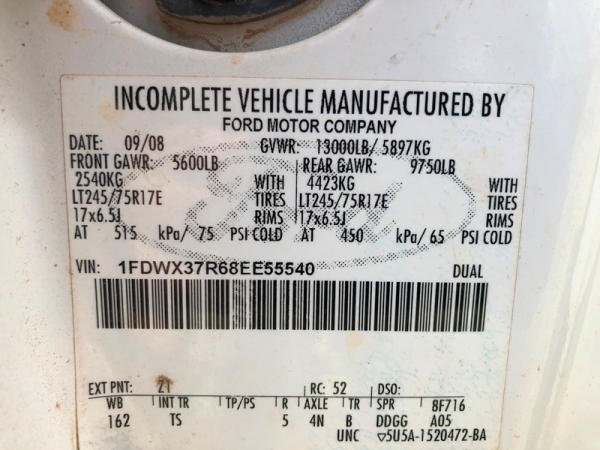 INCOMPLETE VEHICLE MANUFACTURED BY
FORD MOTOR COMPANY
DATE: 09/08 GVWR: 13000LB/ 5897KG
FRONT GAWR: 5600LB REAR GAWR: 9750LB
2540KG WITH 4423KG WITH
LT245/75R17E TIRES LT245/75R17E TIRES
17x6.5J RIMS 17x6.5J RIMS
AT 515 kPa/ 75 PSI COLD AT 450 kPa/ 65 PSI COLD
VIN: 1FDWX37R68EE55540 DUAL
EXT PNT: Z1 RC: 52 DSO:
WB INT TR TP/PS R AXLE TR SPR 8F716
162 TS 5 4N B DDGG A05
UNC 5U5A-1520472-BA